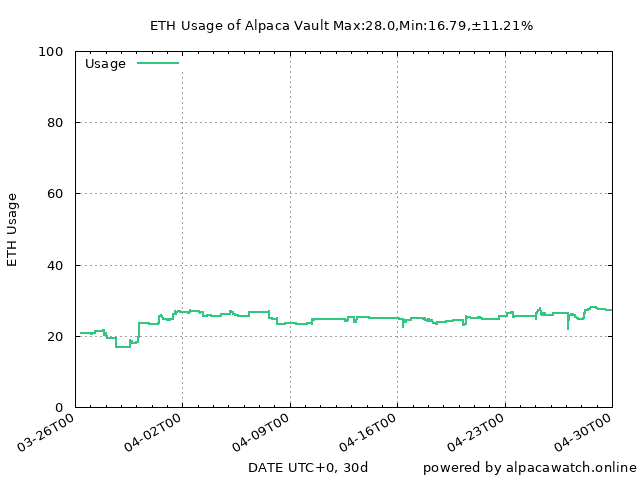 ETH Usage of Alpaca Vault Max:28.0,Min:16.79,±11.21%
Usage
100
80
60
40
20
0
ETH Usage
03-26T00
04-02T00
04-09T00
04-16T00
04-23T00
04-30T00
DATE UTC+0, 30d
powered by alpacawatch.online